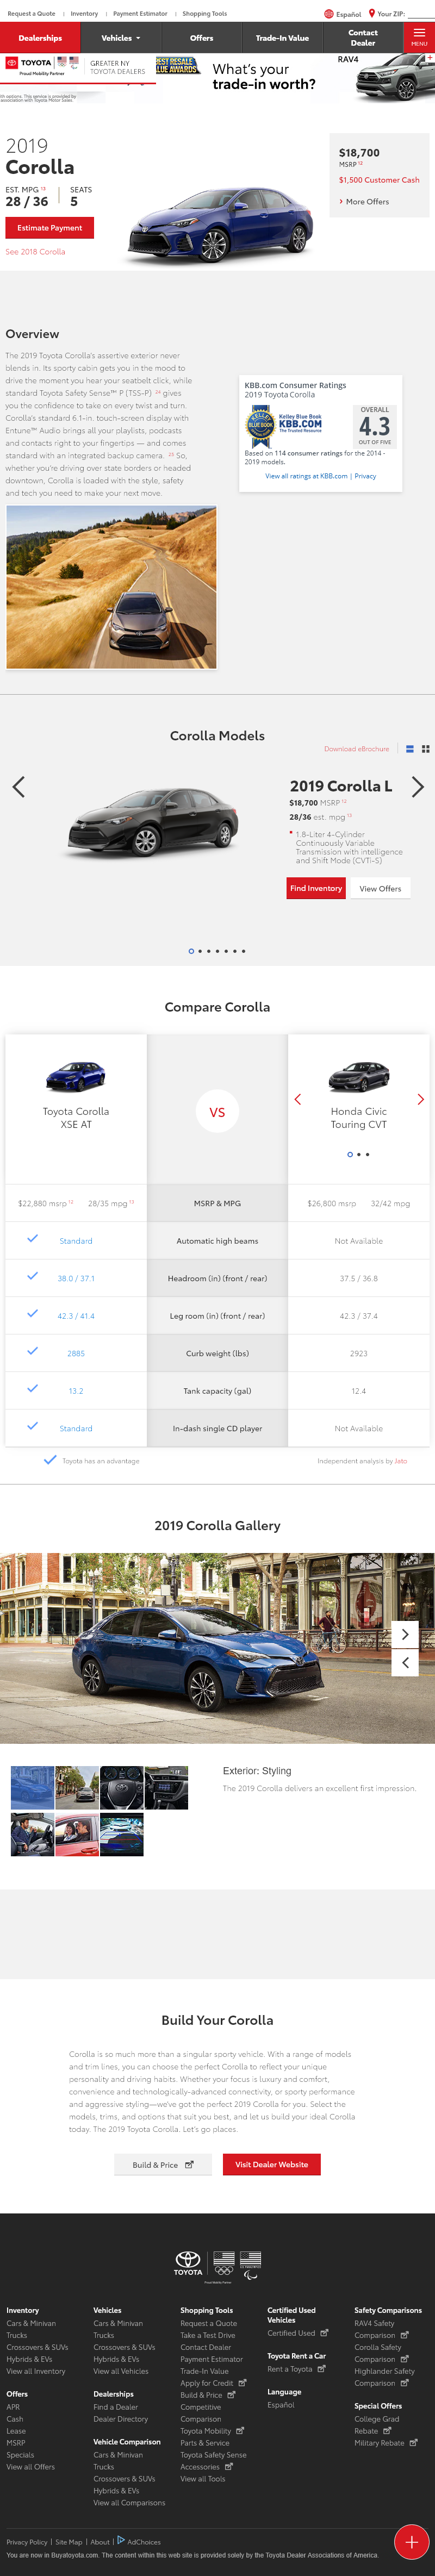 Request a Quote | Inventory | Payment Estimator | Shopping Tools
Español Your ZIP:
Dealerships Vehicles Offers Trade-In Value Contact Dealer MENU
TOYOTA
Proud Mobility Partner
GREATER NY
TOYOTA DEALERS
BEST RESALE
VALUE AWARDS
What's your
trade-in worth?
RAV4
th options. This service is provided by
association with Toyota Motor Sales.
2019
Corolla
EST. MPG 13
28 / 36
SEATS
5
Estimate Payment
See 2018 Corolla
$18,700
MSRP 12
$1,500 Customer Cash
More Offers
Overview
The 2019 Toyota Corolla's assertive exterior never
blends in. Its sporty cabin gets you in the mood to
drive the moment you hear your seatbelt click, while
standard Toyota Safety Sense™ P (TSS-P) 24 gives
you the confidence to take on every twist and turn.
Corolla's standard 6.1-in. touch-screen display with
Entune™ Audio brings all your playlists, podcasts
and contacts right to your fingertips — and comes
standard with an integrated backup camera. 23 So,
whether you're driving over state borders or headed
downtown, Corolla is loaded with the style, safety
and tech you need to make your next move.
KBB.com Consumer Ratings
2019 Toyota Corolla
BLUE BOOK
Kelley Blue Book
KBB.COM
The Trusted Resource
OVERALL
4.3
OUT OF FIVE
Based on 114 consumer ratings for the 2014 -
2019 models.
View all ratings at KBB.com | Privacy
Corolla Models
Download eBrochure
2019 Corolla L
$18,700 MSRP 12
28/36 est. mpg 13
1.8-Liter 4-Cylinder
Continuously Variable
Transmission with intelligence
and Shift Mode (CVTi-S)
Find Inventory View Offers
Compare Corolla
Toyota Corolla
XSE AT
VS
Honda Civic
Touring CVT
$22,880 msrp 12 28/35 mpg 13 MSRP & MPG $26,800 msrp 32/42 mpg
Standard Automatic high beams Not Available
38.0 / 37.1 Headroom (in) (front / rear) 37.5 / 36.8
42.3 / 41.4 Leg room (in) (front / rear) 42.3 / 37.4
2885 Curb weight (lbs) 2923
13.2 Tank capacity (gal) 12.4
Standard In-dash single CD player Not Available
Toyota has an advantage Independent analysis by Jato
2019 Corolla Gallery
Exterior: Styling
The 2019 Corolla delivers an excellent first impression.
Build Your Corolla
Corolla is so much more than a singular sporty vehicle. With a range of models
and trim lines, you can choose the perfect Corolla to reflect your unique
personality and driving habits. Whether your focus is luxury and comfort,
convenience and technologically-advanced connectivity, or sporty performance
and aggressive styling—we've got the perfect 2019 Corolla for you. Select the
models, trims, and options that suit you best, and let us build your ideal Corolla
today. The 2019 Toyota Corolla. Let's go places.
Build & Price Visit Dealer Website
TOYOTA
Proud Mobility Partner
Inventory
Cars & Minivan
Trucks
Crossovers & SUVs
Hybrids & EVs
View all Inventory
Offers
APR
Cash
Lease
MSRP
Specials
View all Offers
Vehicles
Cars & Minivan
Trucks
Crossovers & SUVs
Hybrids & EVs
View all Vehicles
Dealerships
Find a Dealer
Dealer Directory
Vehicle Comparison
Cars & Minivan
Trucks
Crossovers & SUVs
Hybrids & EVs
View all Comparisons
Shopping Tools
Request a Quote
Take a Test Drive
Contact Dealer
Payment Estimator
Trade-In Value
Apply for Credit
Build & Price
Competitive
Comparison
Toyota Mobility
Parts & Service
Toyota Safety Sense
Accessories
View all Tools
Certified Used
Vehicles
Certified Used
Toyota Rent a Car
Rent a Toyota
Language
Español
Safety Comparisons
RAV4 Safety
Comparison
Corolla Safety
Comparison
Highlander Safety
Comparison
Special Offers
College Grad
Rebate
Military Rebate
Privacy Policy | Site Map | About | AdChoices
You are now in Buyatoyota.com. The content within this web site is provided solely by the Toyota Dealer Associations of America.